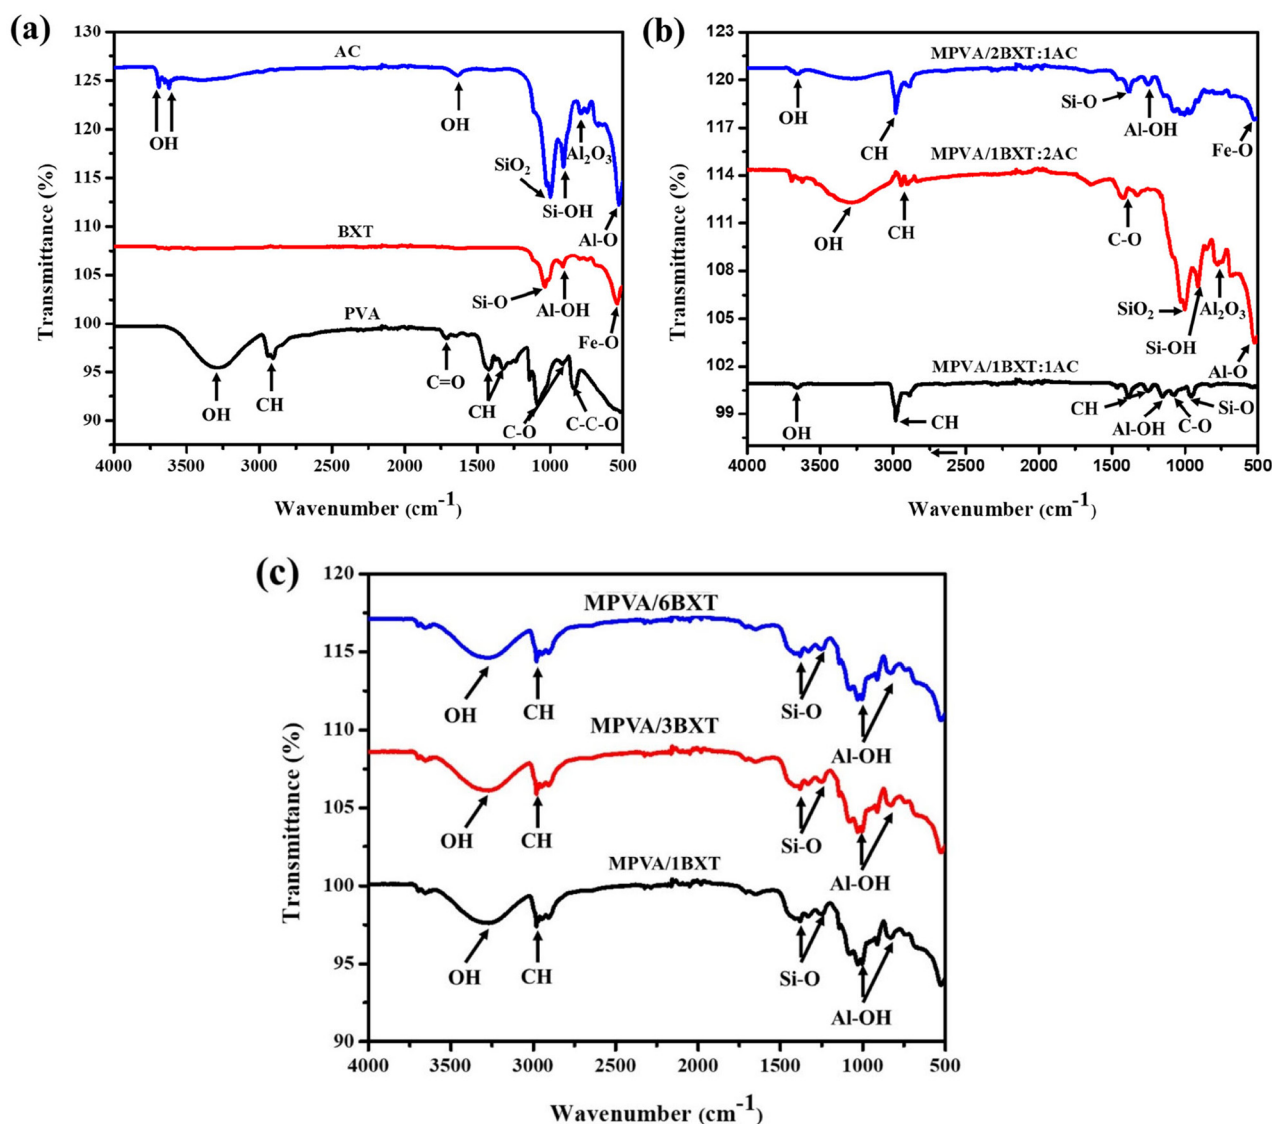 (a)
130
125
120
115
110
105
100
95
90
Transmittance (%)
AC
OH
OH
SiO2
Al2O3
Si-OH
Al-O
BXT
Si-O
Al-OH
Fe-O
PVA
OH
CH
C=O
CH
C-O
C-C-O
4000 3500 3000 2500 2000 1500 1000 500
Wavenumber (cm-1)
(b)
123
120
117
114
111
108
105
102
99
Transmittance (%)
MPVA/2BXT:1AC
OH
CH
Si-O
Al-OH
Fe-O
MPVA/1BXT:2AC
OH
CH
C-O
SiO2
Al2O3
Si-OH
Al-O
MPVA/1BXT:1AC
OH
CH
CH
Al-OH
C-O
Si-O
4000 3500 3000 2500 2000 1500 1000 500
Wavenumber (cm-1)
(c)
120
115
110
105
100
95
90
Transmittance (%)
MPVA/6BXT
OH
CH
Si-O
Al-OH
MPVA/3BXT
OH
CH
Si-O
Al-OH
MPVA/1BXT
OH
CH
Si-O
Al-OH
4000 3500 3000 2500 2000 1500 1000 500
Wavenumber (cm-1)